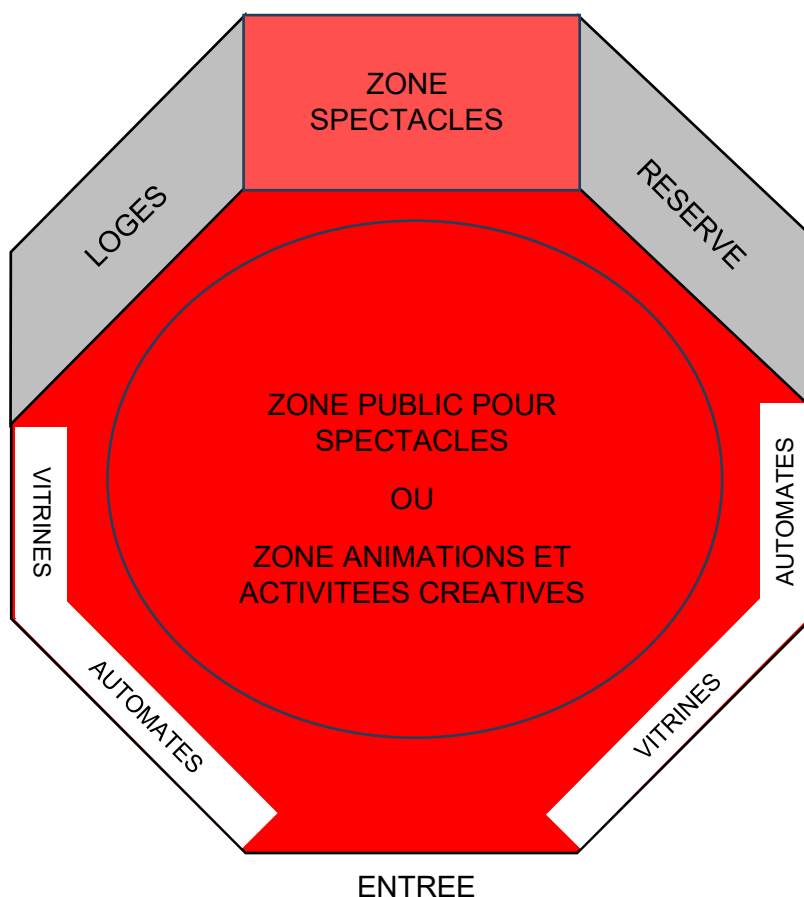 ZONE
SPECTACLES
LOGES
RESERVE
ZONE PUBLIC POUR
SPECTACLES
OU
ZONE ANIMATIONS ET
ACTIVITEES CREATIVES
VITRINES
AUTOMATES
AUTOMATES
VITRINES
ENTREE